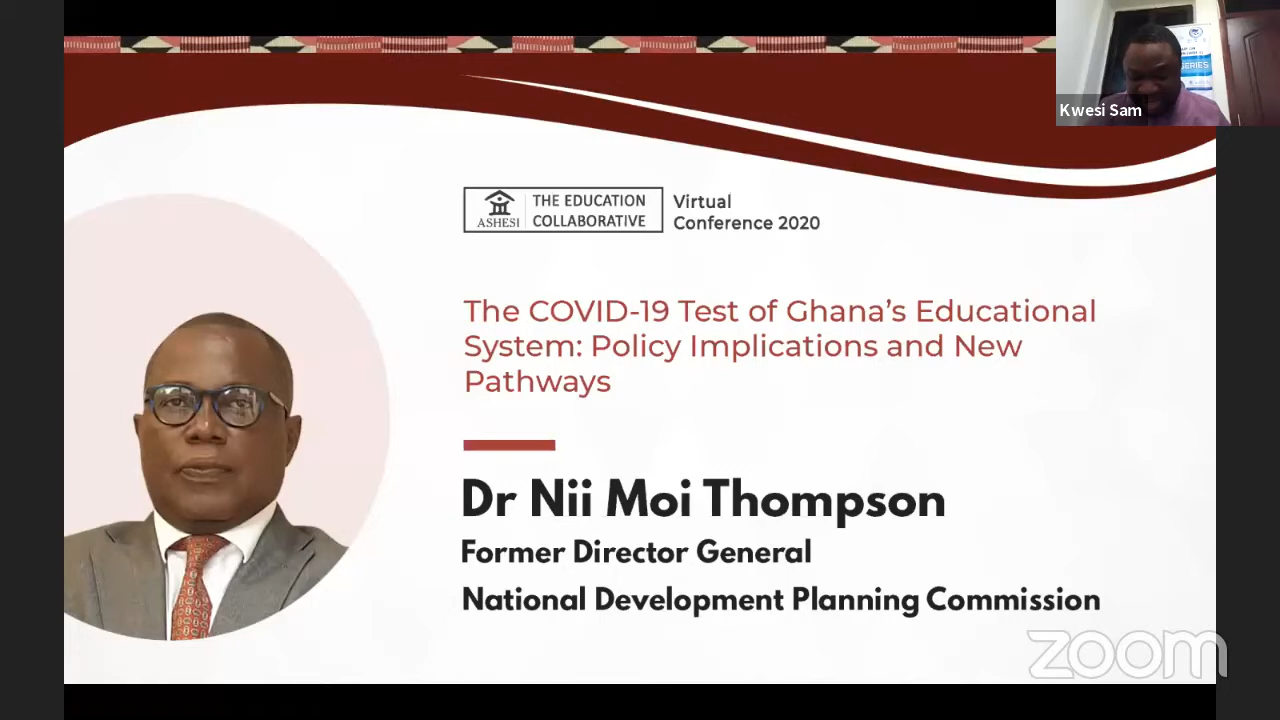 SERIES
Kwesi Sam
ASHESI
THE EDUCATION
COLLABORATIVE
Virtual
Conference 2020
The COVID-19 Test of Ghana’s Educational
System: Policy Implications and New
Pathways
Dr Nii Moi Thompson
Former Director General
National Development Planning Commission
zoom